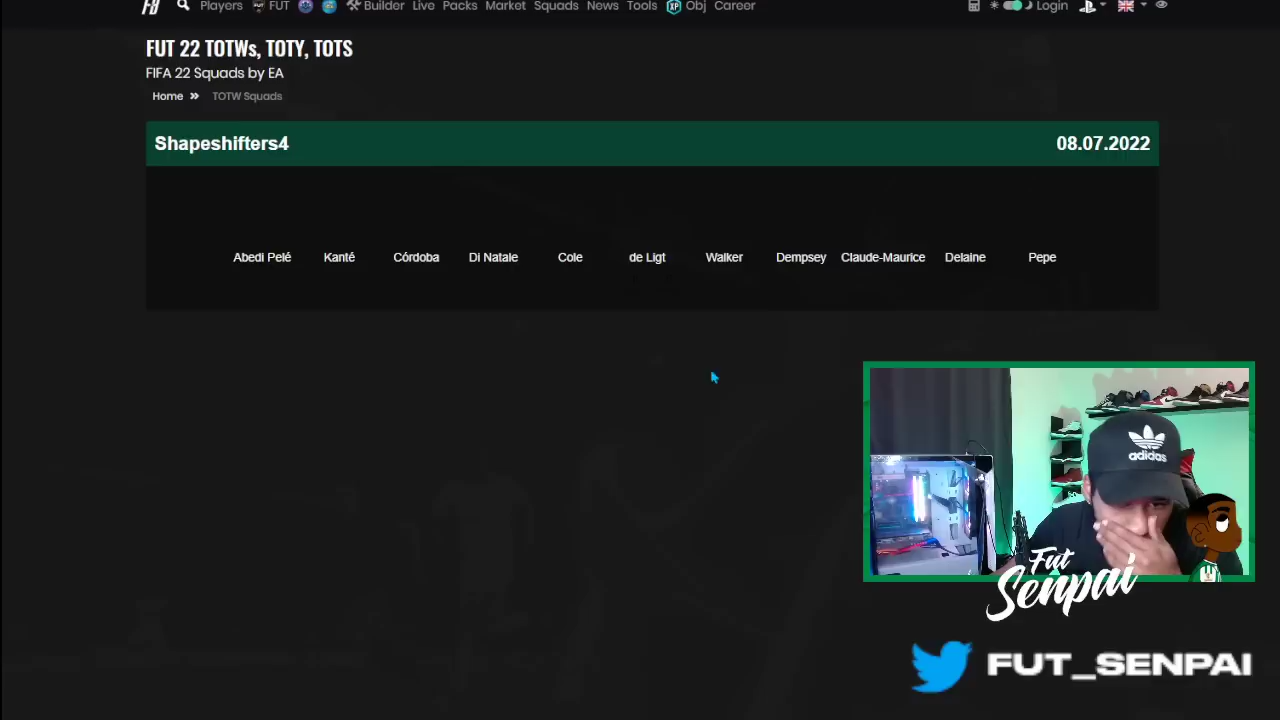 Players FUT Builder Live Packs Market Squads News Tools XP Obj Career Login
FUT 22 TOTWs, TOTY, TOTS
FIFA 22 Squads by EA
Home » TOTW Squads
Shapeshifters4 08.07.2022
Abedi Pelé Kanté Córdoba Di Natale Cole de Ligt Walker Dempsey Claude-Maurice Delaine Pepe
adidas
Fut
Senpai
FUT_SENPAI